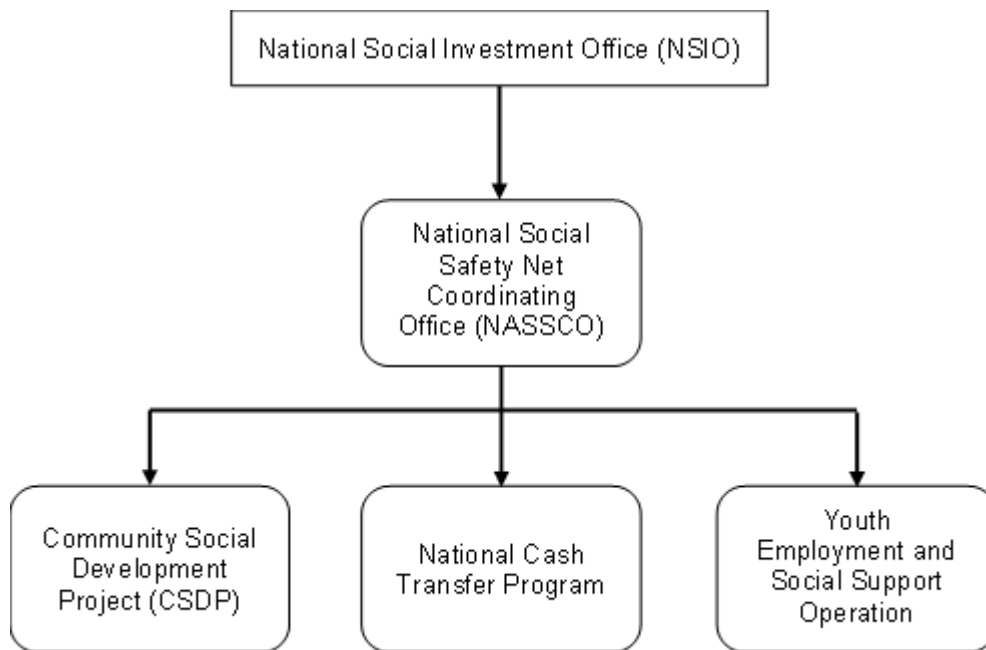 National Social Investment Office (NSIO)
National Social
Safety Net
Coordinating
Office (NASSCO)
Community Social
Development
Project (CSDP)
National Cash
Transfer Program
Youth
Employment and
Social Support
Operation